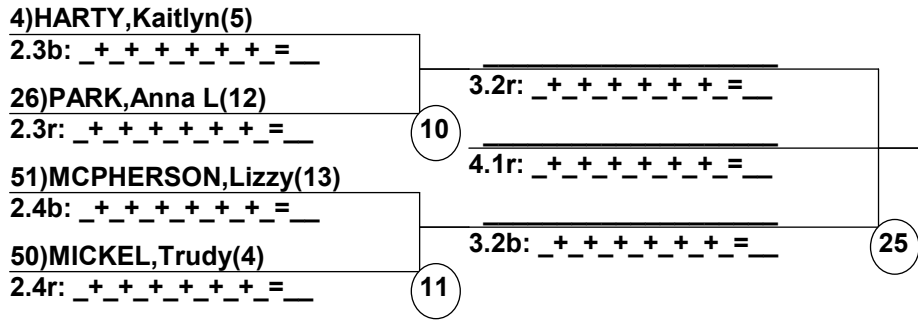 4)HARTY,Kaitlyn(5)
2.3b: _+_+_+_+_+_=__
26)PARK,Anna L(12)
2.3r: _+_+_+_+_+_=__
10
51)MCPHERSON,Lizzy(13)
2.4b: _+_+_+_+_+_=__
50)MICKEL,Trudy(4)
2.4r: _+_+_+_+_+_=__
11
3.2r: _+_+_+_+_+_=__
4.1r: _+_+_+_+_+_=__
3.2b: _+_+_+_+_+_=__
25